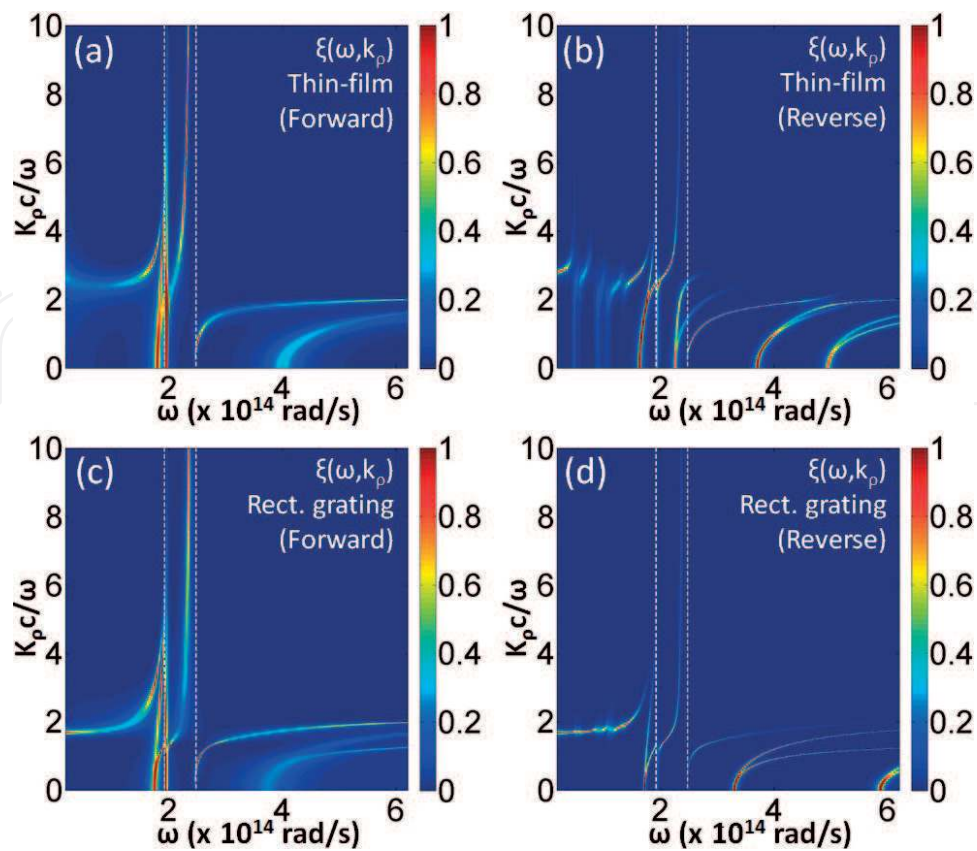 (a)
ξ(ω,kρ)
Thin-film
(Forward)
10
8
6
4
2
0
Kρc/ω
2
4
6
ω (x 10¹⁴ rad/s)
1
0.8
0.6
0.4
0.2
0
(b)
ξ(ω,kρ)
Thin-film
(Reverse)
10
8
6
4
2
0
Kρc/ω
2
4
6
ω (x 10¹⁴ rad/s)
1
0.8
0.6
0.4
0.2
0
(c)
ξ(ω,kρ)
Rect. grating
(Forward)
10
8
6
4
2
0
Kρc/ω
2
4
6
ω (x 10¹⁴ rad/s)
1
0.8
0.6
0.4
0.2
0
(d)
ξ(ω,kρ)
Rect. grating
(Reverse)
10
8
6
4
2
0
Kρc/ω
2
4
6
ω (x 10¹⁴ rad/s)
1
0.8
0.6
0.4
0.2
0